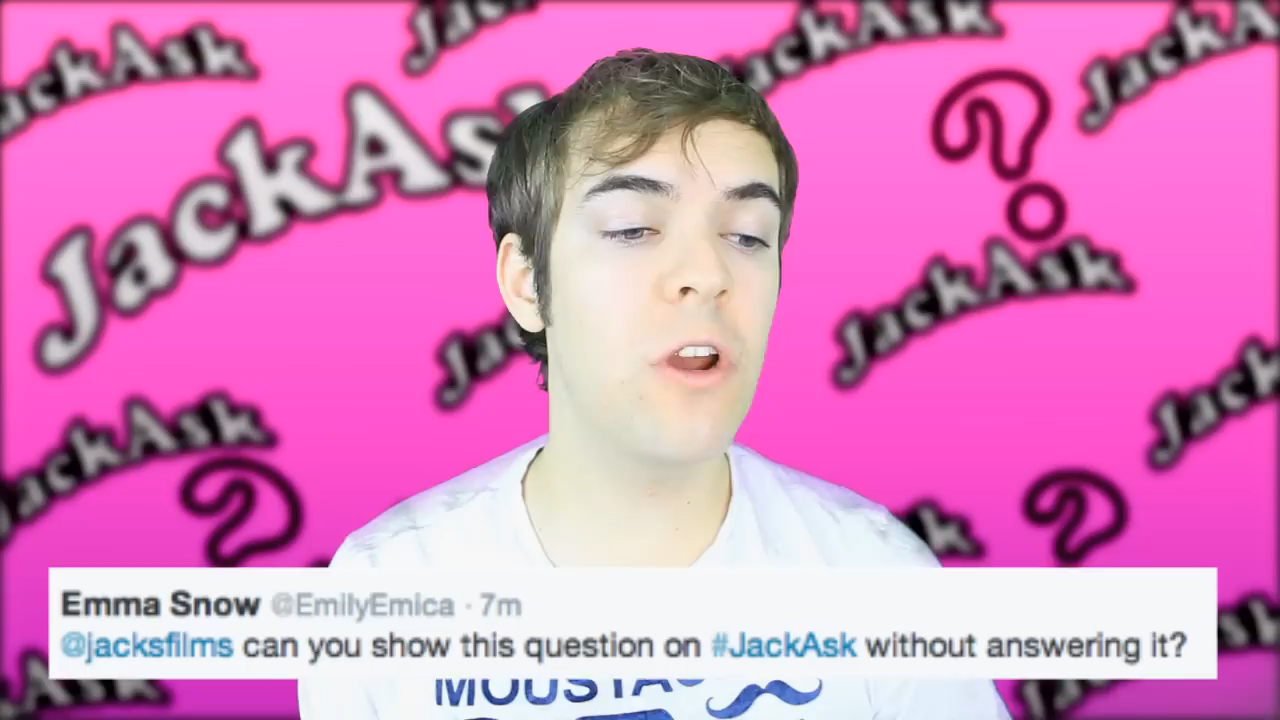 JackAsk
JackAsk
JackAsk
JackAsk
JackAsk
Emma Snow @EmilyEmica · 7m
@jacksfilms can you show this question on #JackAsk without answering it?